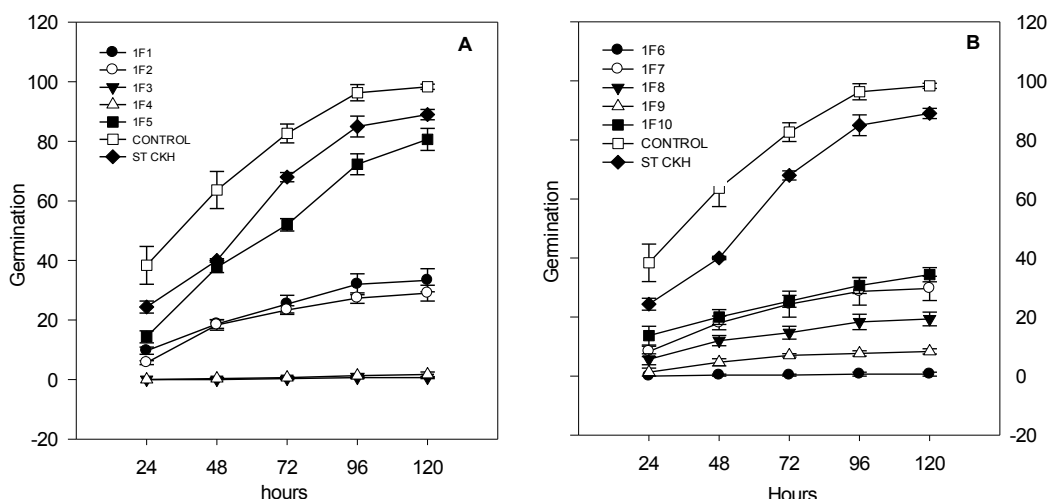 120
100
80
60
40
20
0
-20
Germination
A
1F1
1F2
1F3
1F4
1F5
CONTROL
ST CKH
24 48 72 96 120
hours
B
1F6
1F7
1F8
1F9
1F10
CONTROL
ST CKH
Germination
24 48 72 96 120
Hours
120
100
80
60
40
20
0
-20